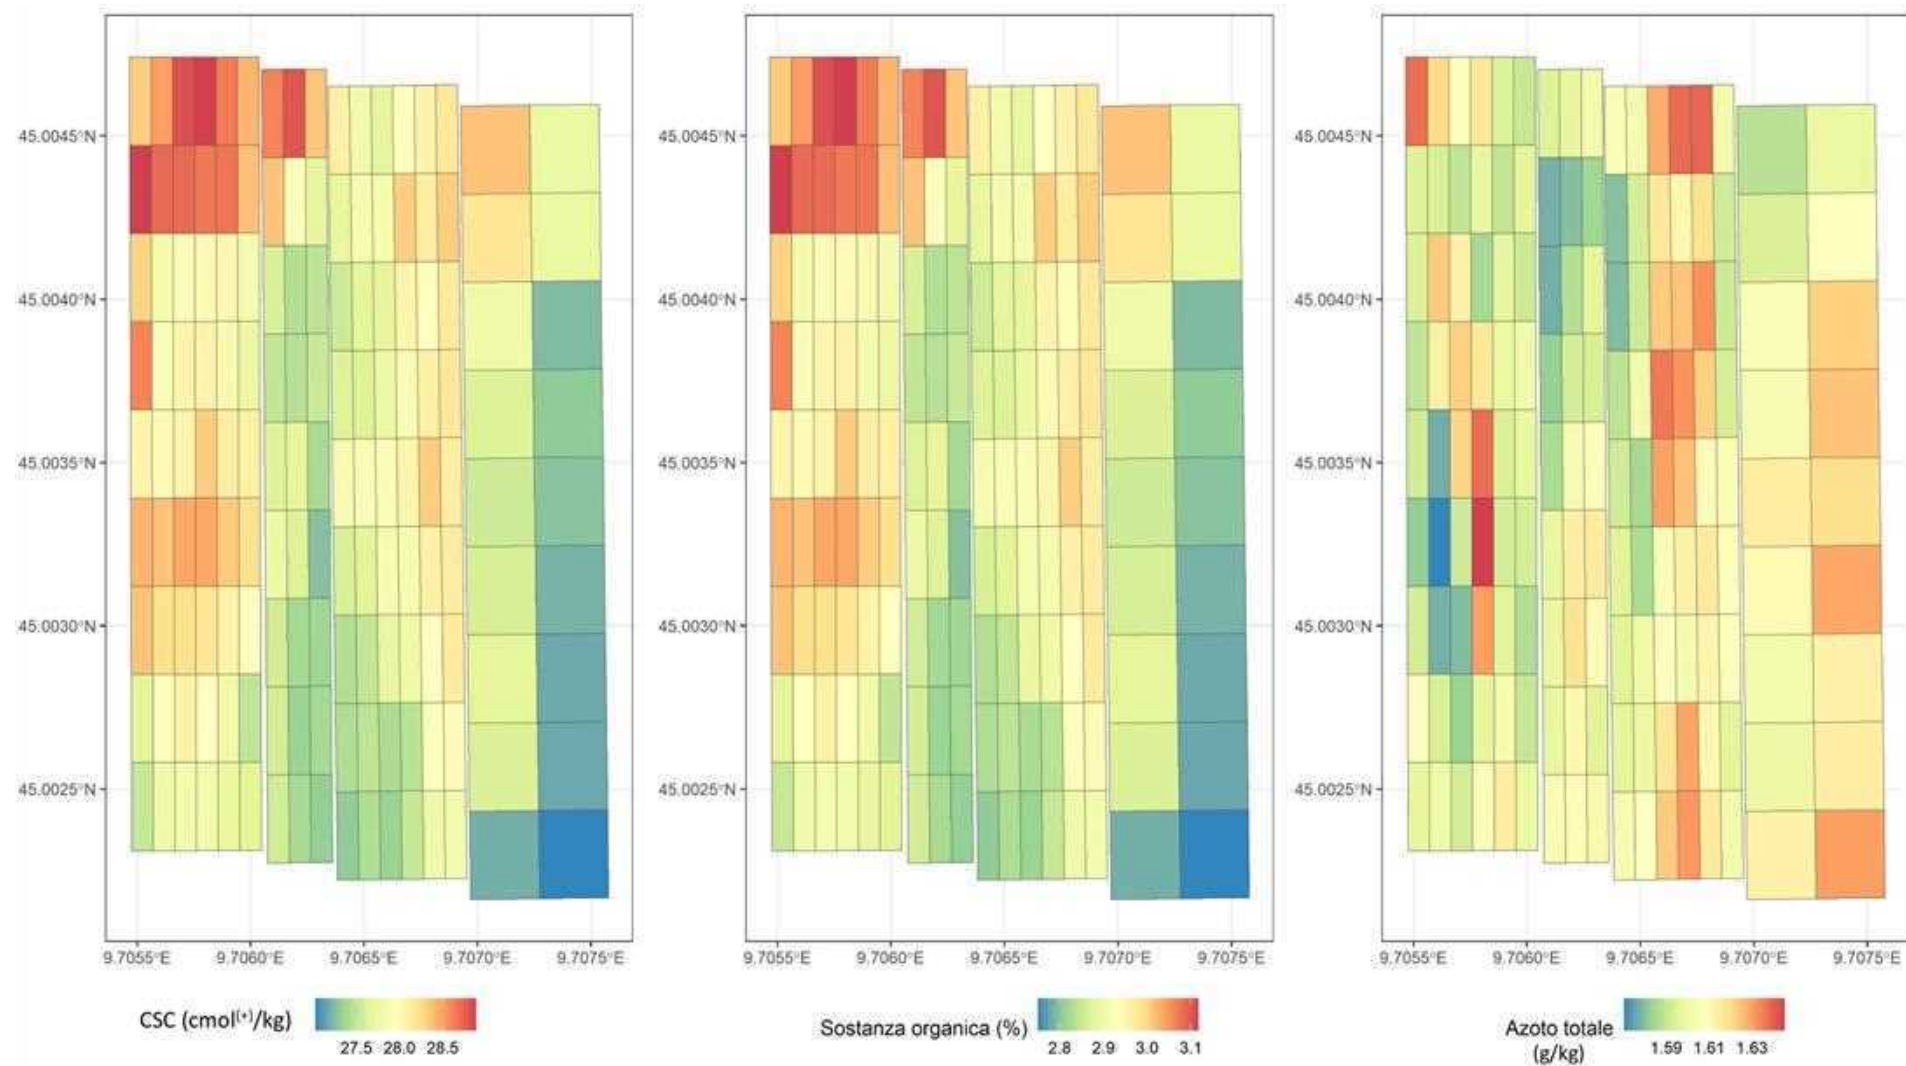 45.0045°N
45.0040°N
45.0035°N
45.0030°N
45.0025°N
9.7055°E 9.7060°E 9.7065°E 9.7070°E 9.7075°E
CSC (cmol⁽⁺⁾/kg)
27.5 28.0 28.5
45.0045°N
45.0040°N
45.0035°N
45.0030°N
45.0025°N
9.7055°E 9.7060°E 9.7065°E 9.7070°E 9.7075°E
Sostanza organica (%)
2.8 2.9 3.0 3.1
45.0045°N
45.0040°N
45.0035°N
45.0030°N
45.0025°N
9.7055°E 9.7060°E 9.7065°E 9.7070°E 9.7075°E
Azoto totale
(g/kg)
1.59 1.61 1.63